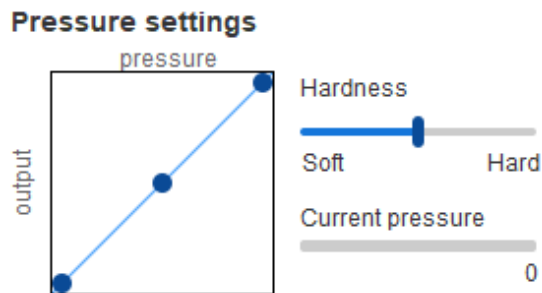 Pressure settings
pressure
output
Hardness
Soft
Hard
Current pressure
0